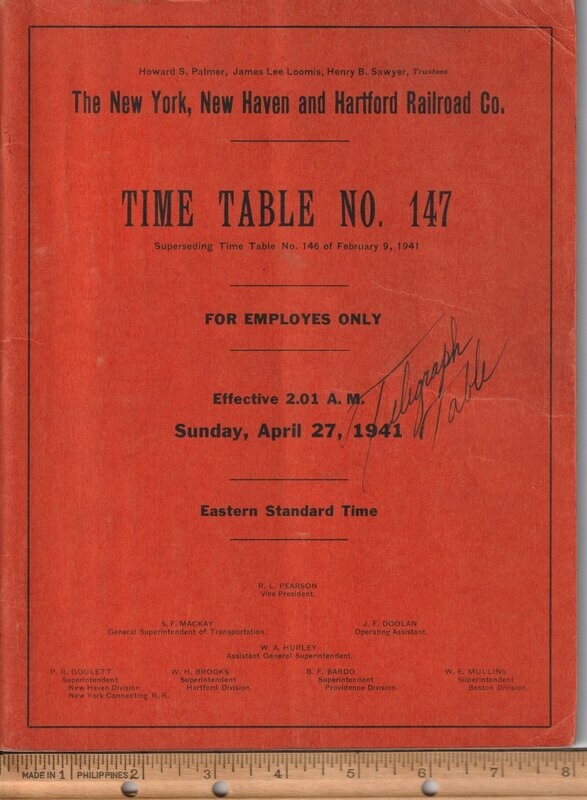 Howard S. Palmer, James Lee Loomis, Henry B. Sawyer, Trustees
The New York, New Haven and Hartford Railroad Co.
TIME TABLE NO. 147
Superseding Time Table No. 146 of February 9, 1941
FOR EMPLOYES ONLY
Telegraph
Table
Effective 2.01 A. M.
Sunday, April 27, 1941
Eastern Standard Time
R. L. PEARSON
Vice President.
S. F. MACKAY
General Superintendent of Transportation.
J. F. DOOLAN
Operating Assistant.
W. A. HURLEY
Assistant General Superintendent.
P. R. GOULETT
Superintendent
New Haven Division
New York Connecting R. R.
W. H. BROOKS
Superintendent
Hartford Division.
B. F. BARDO
Superintendent
Providence Division.
W. E. MULLINS
Superintendent
Boston Division.
MADE IN 1 PHILIPPINES 2 3 4 5 6 7 8